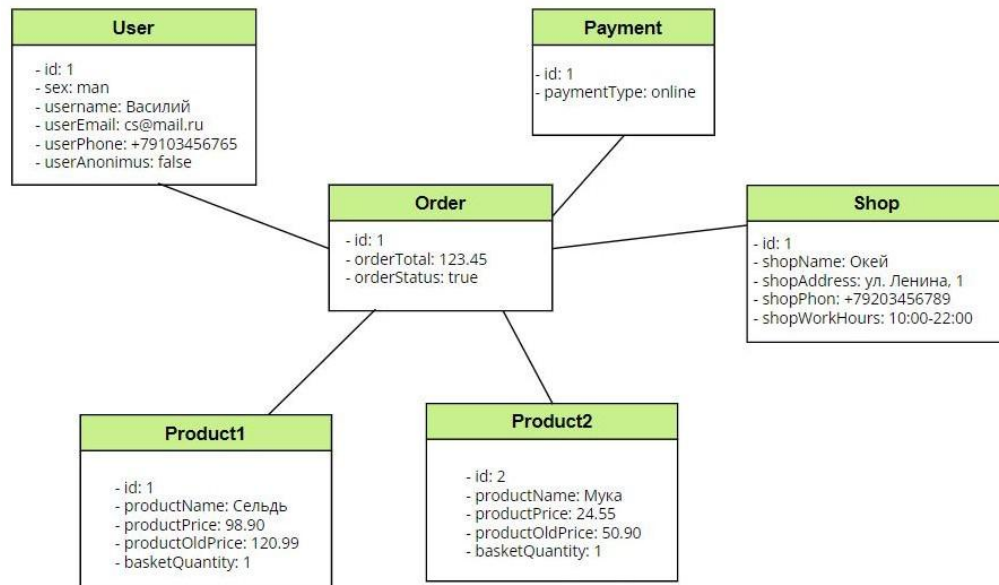 User
- id: 1
- sex: man
- username: Василий
- userEmail: cs@mail.ru
- userPhone: +79103456765
- userAnonimus: false
Payment
- id: 1
- paymentType: online
Order
- id: 1
- orderTotal: 123.45
- orderStatus: true
Shop
- id: 1
- shopName: Окей
- shopAddress: ул. Ленина, 1
- shopPhon: +79203456789
- shopWorkHours: 10:00-22:00
Product1
- id: 1
- productName: Сельдь
- productPrice: 98.90
- productOldPrice: 120.99
- basketQuantity: 1
Product2
- id: 2
- productName: Мука
- productPrice: 24.55
- productOldPrice: 50.90
- basketQuantity: 1